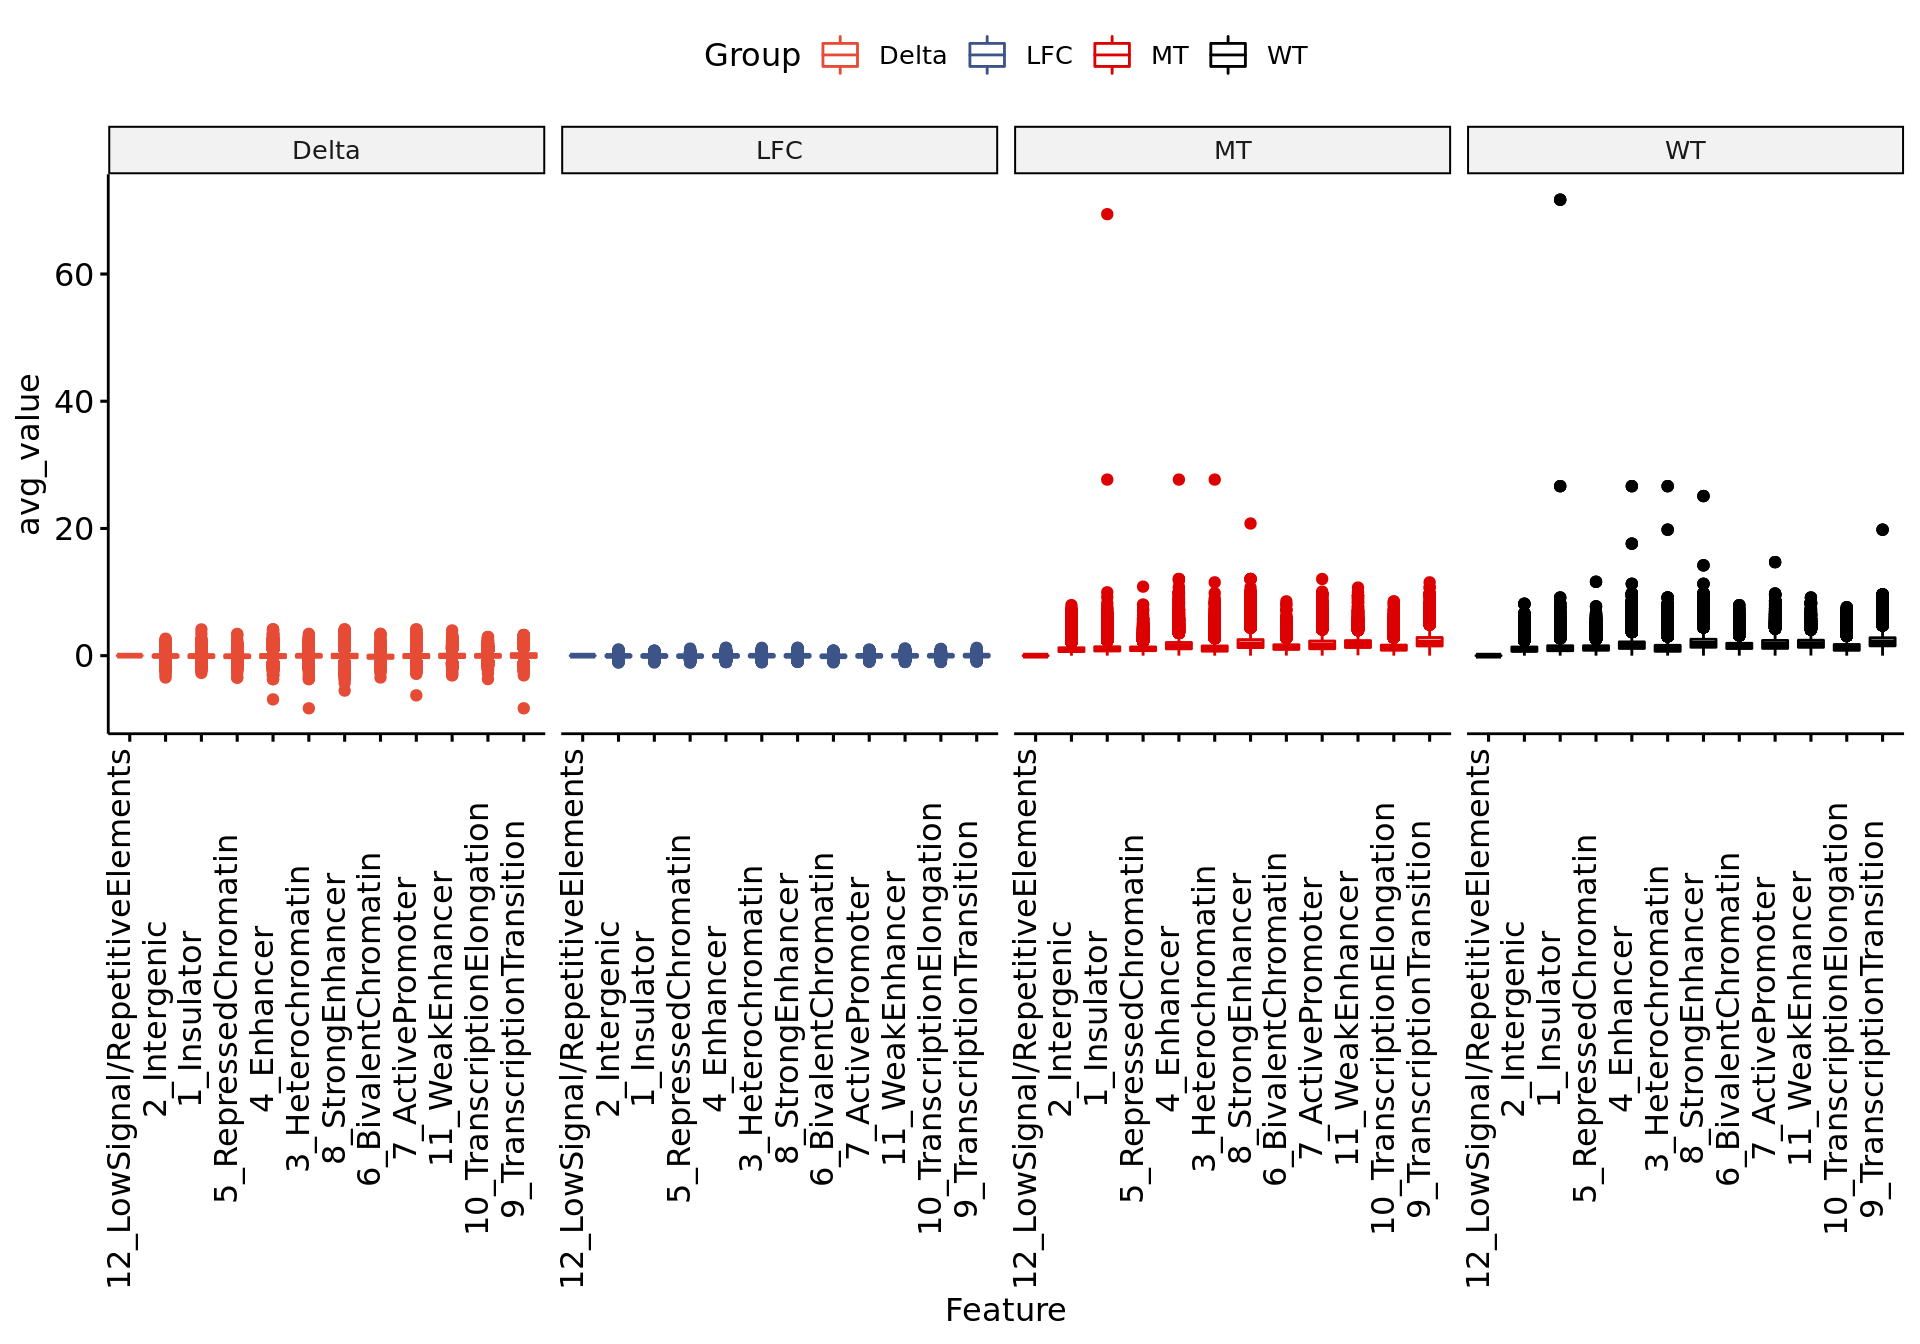 Group Delta LFC MT WT
Delta LFC MT WT
avg_value
60
40
20
0
12_LowSignal/RepetitiveElements
2_Intergenic
1_Insulator
5_RepressedChromatin
4_Enhancer
3_Heterochromatin
8_StrongEnhancer
6_BivalentChromatin
7_ActivePromoter
11_WeakEnhancer
10_TranscriptionElongation
9_TranscriptionTransition
12_LowSignal/RepetitiveElements
2_Intergenic
1_Insulator
5_RepressedChromatin
4_Enhancer
3_Heterochromatin
8_StrongEnhancer
6_BivalentChromatin
7_ActivePromoter
11_WeakEnhancer
10_TranscriptionElongation
9_TranscriptionTransition
12_LowSignal/RepetitiveElements
2_Intergenic
1_Insulator
5_RepressedChromatin
4_Enhancer
3_Heterochromatin
8_StrongEnhancer
6_BivalentChromatin
7_ActivePromoter
11_WeakEnhancer
10_TranscriptionElongation
9_TranscriptionTransition
12_LowSignal/RepetitiveElements
2_Intergenic
1_Insulator
5_RepressedChromatin
4_Enhancer
3_Heterochromatin
8_StrongEnhancer
6_BivalentChromatin
7_ActivePromoter
11_WeakEnhancer
10_TranscriptionElongation
9_TranscriptionTransition
Feature